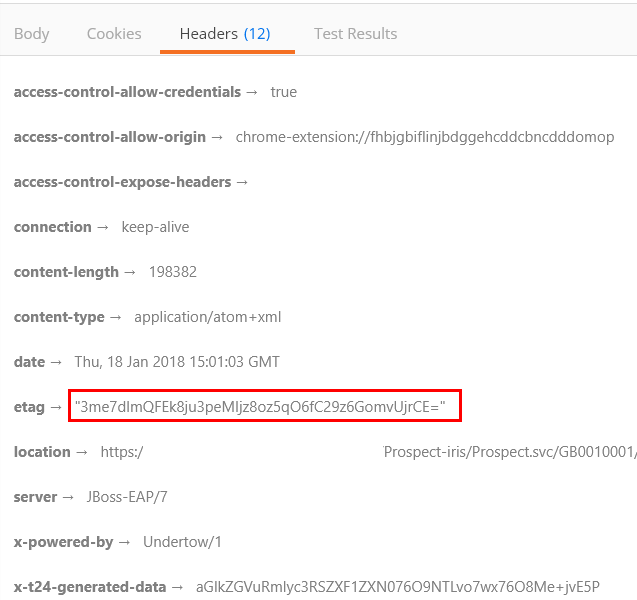 Body Cookies Headers (12) Test Results
access-control-allow-credentials → true
access-control-allow-origin → chrome-extension://fhbjgbiflinjbdggehcddcbncdddomop
access-control-expose-headers →
connection → keep-alive
content-length → 198382
content-type → application/atom+xml
date → Thu, 18 Jan 2018 15:01:03 GMT
etag → "3me7dImQFEk8ju3peMIjz8oz5qO6fC29z6GomvUjrCE="
location → https:/ Prospect-iris/Prospect.svc/GB0010001/
server → JBoss-EAP/7
x-powered-by → Undertow/1
x-t24-generated-data → aGlkZGVuRmlyc3RSZXF1ZXN076O9NTLvo7wx76O8Me+jvE5P